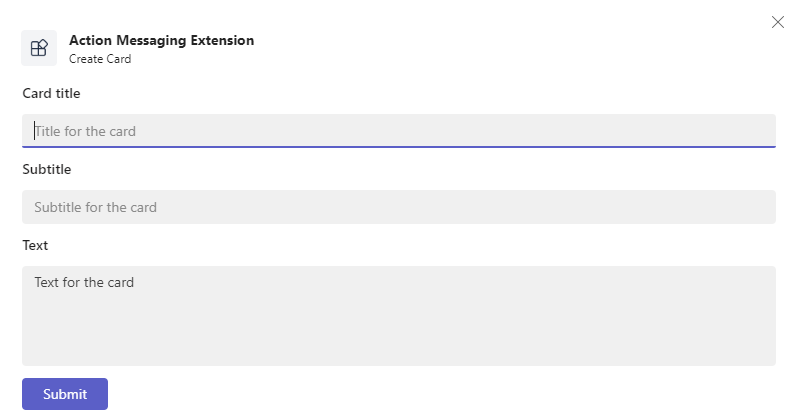 Action Messaging Extension
Create Card
Card title
Title for the card
Subtitle
Subtitle for the card
Text
Text for the card
Submit